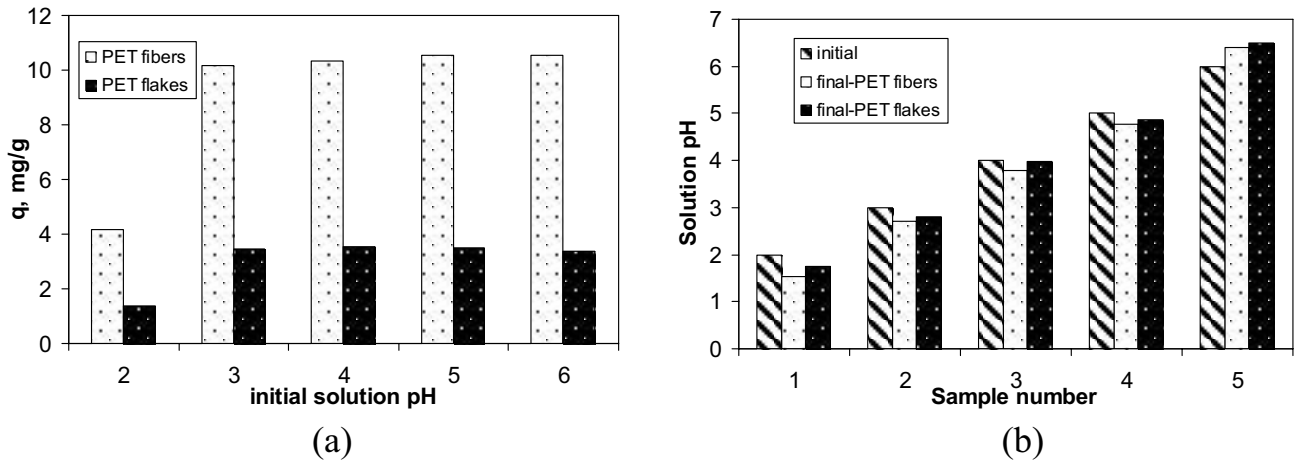 12
10
8
6
4
2
0
q, mg/g
PET fibers
PET flakes
2 3 4 5 6
initial solution pH
(a)
7
6
5
4
3
2
1
0
Solution pH
initial
final-PET fibers
final-PET flakes
1 2 3 4 5
Sample number
(b)